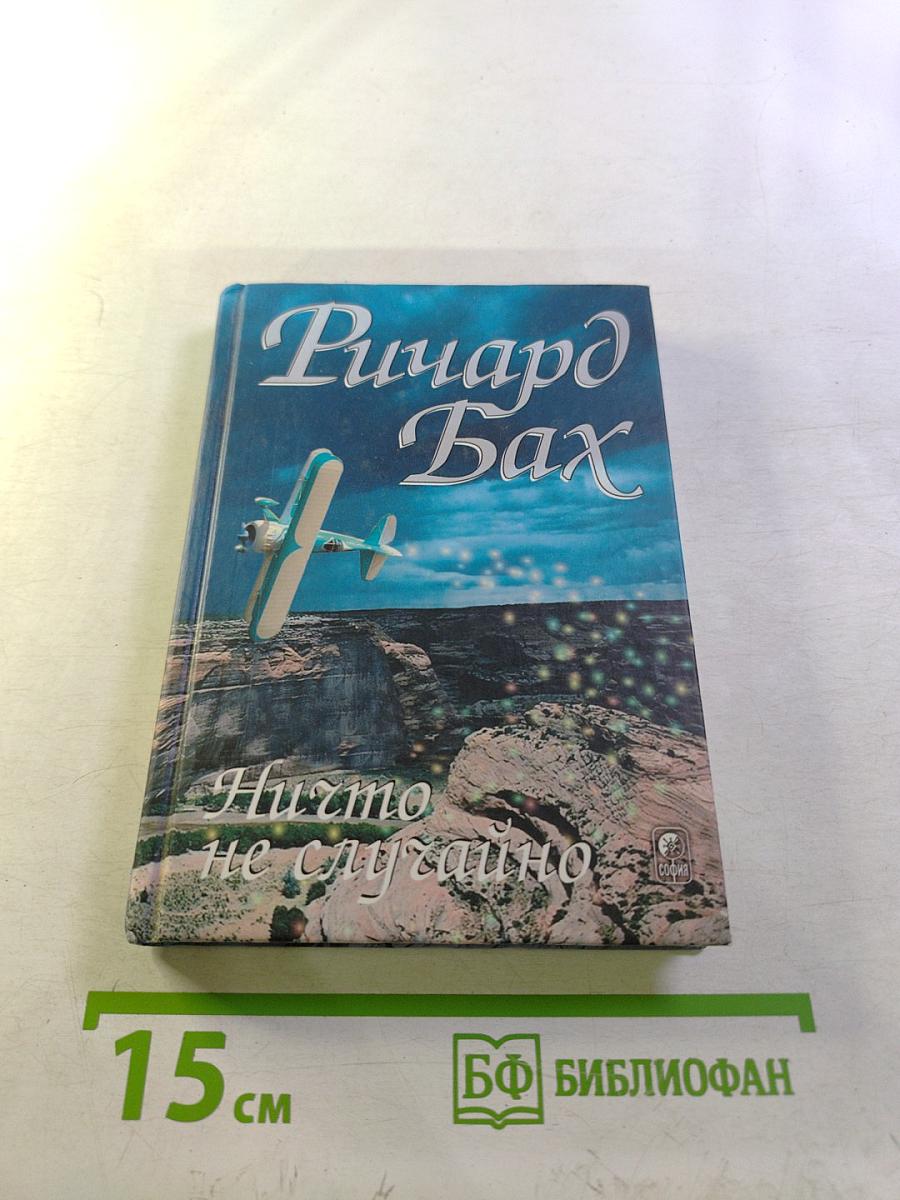 Ричард
Бах
Ничто
не случайно
СОФИЯ
15 см
БФ БИБЛИОФАН